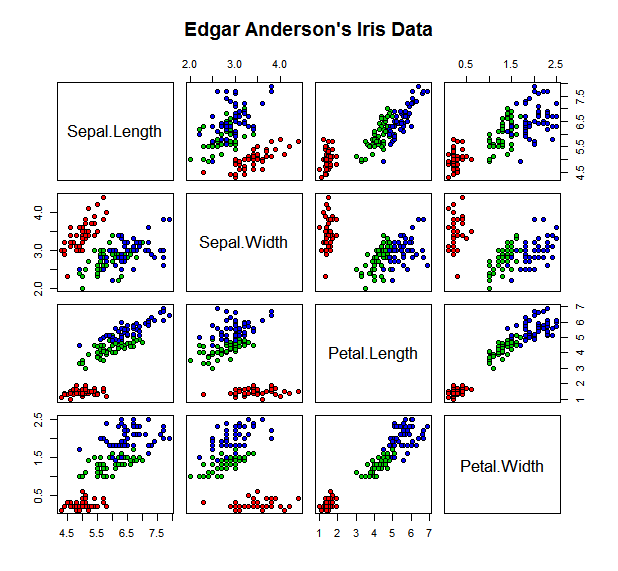 Edgar Anderson's Iris Data
2.0 3.0 4.0
0.5 1.5 2.5
Sepal.Length
4.5 5.5 6.5 7.5
2.0 3.0 4.0
Sepal.Width
Petal.Length
1 2 3 4 5 6 7
0.5 1.5 2.5
Petal.Width
4.5 5.5 6.5 7.5
1 2 3 4 5 6 7